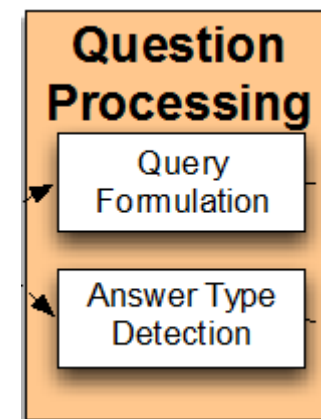 Question
Processing
Query
Formulation
Answer Type
Detection